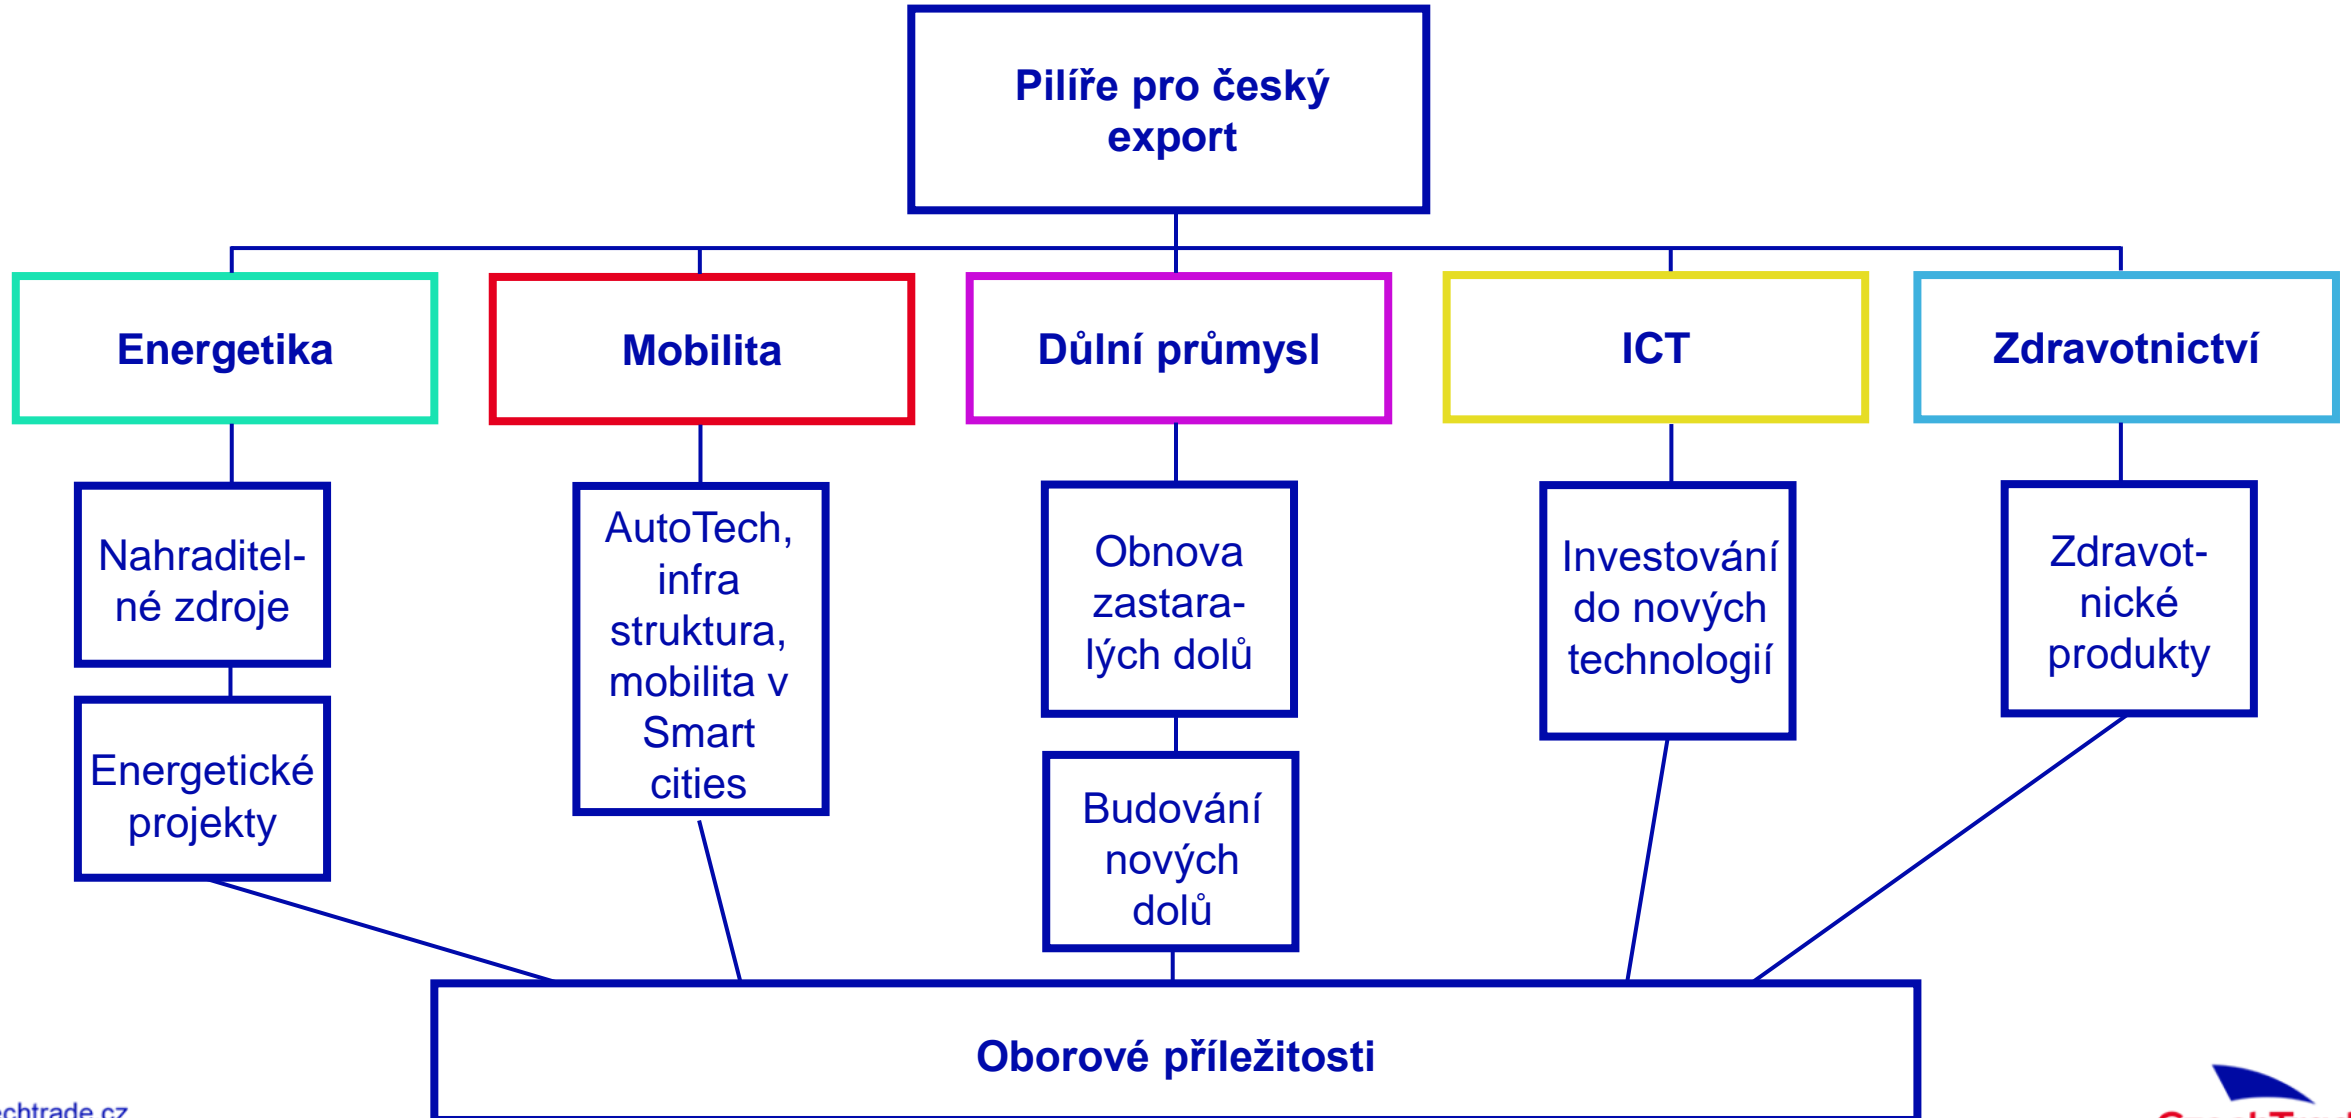 Pilíře pro český
export
Energetika
Mobilita
Důlní průmysl
ICT
Zdravotnictví
Nahraditel-
né zdroje
AutoTech,
infra
struktura,
mobilita v
Smart
cities
Obnova
zastara-
lých dolů
Investování
do nových
technologií
Zdravot-
nické
produkty
Energetické
projekty
Budování
nových
dolů
Oborové příležitosti